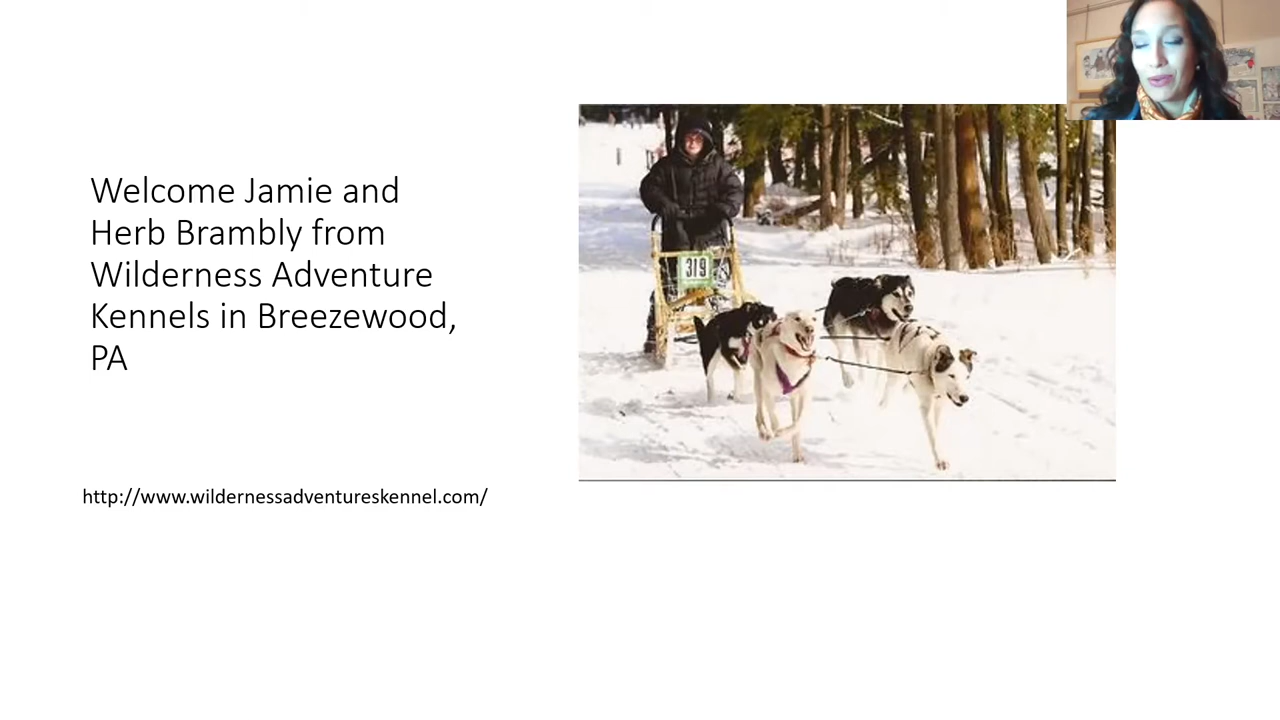 Welcome Jamie and
Herb Brambly from
Wilderness Adventure
Kennels in Breezewood,
PA
319
http://www.wildernessadventureskennel.com/